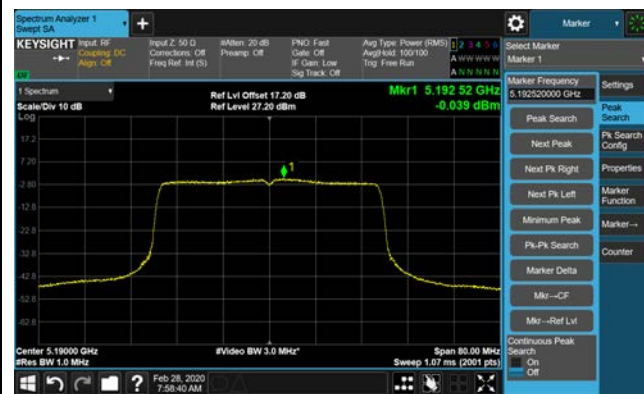 Spectrum Analyzer 1
Swept SA
+
Marker
KEYSIGHT Input: RF
Coupling: DC
Align: Off
Input Z: 50 Ω
Corrections: Off
Freq Ref: Int (S)
#Atten: 20 dB
Preamp: Off
PNO: Fast
Gate: Off
IF Gain: Low
Sig Track: Off
Avg Type: Power (RMS)
Avg|Hold: 100/100
Trig: Free Run
1 2 3 4 5 6
A W W W W W
A N N N N N
Select Marker
Marker 1
1 Spectrum
Scale/Div 10 dB
Log
Ref Lvl Offset 17.20 dB
Ref Level 27.20 dBm
Mkr1 5.192 52 GHz
-0.039 dBm
1
17.2
7.20
-2.80
-12.8
-22.8
-32.8
-42.8
-52.8
-62.8
Center 5.19000 GHz
#Res BW 1.0 MHz
#Video BW 3.0 MHz*
Span 80.00 MHz
Sweep 1.07 ms (2001 pts)
Marker Frequency
5.192520000 GHz
Peak Search
Next Peak
Next Pk Right
Next Pk Left
Minimum Peak
Pk-Pk Search
Marker Delta
Mkr→CF
Mkr→Ref Lvl
Continuous Peak
Search
On
Off
Settings
Peak
Search
Pk Search
Config
Properties
Marker
Function
Marker→
Counter
?
Feb 28, 2020
7:58:40 AM